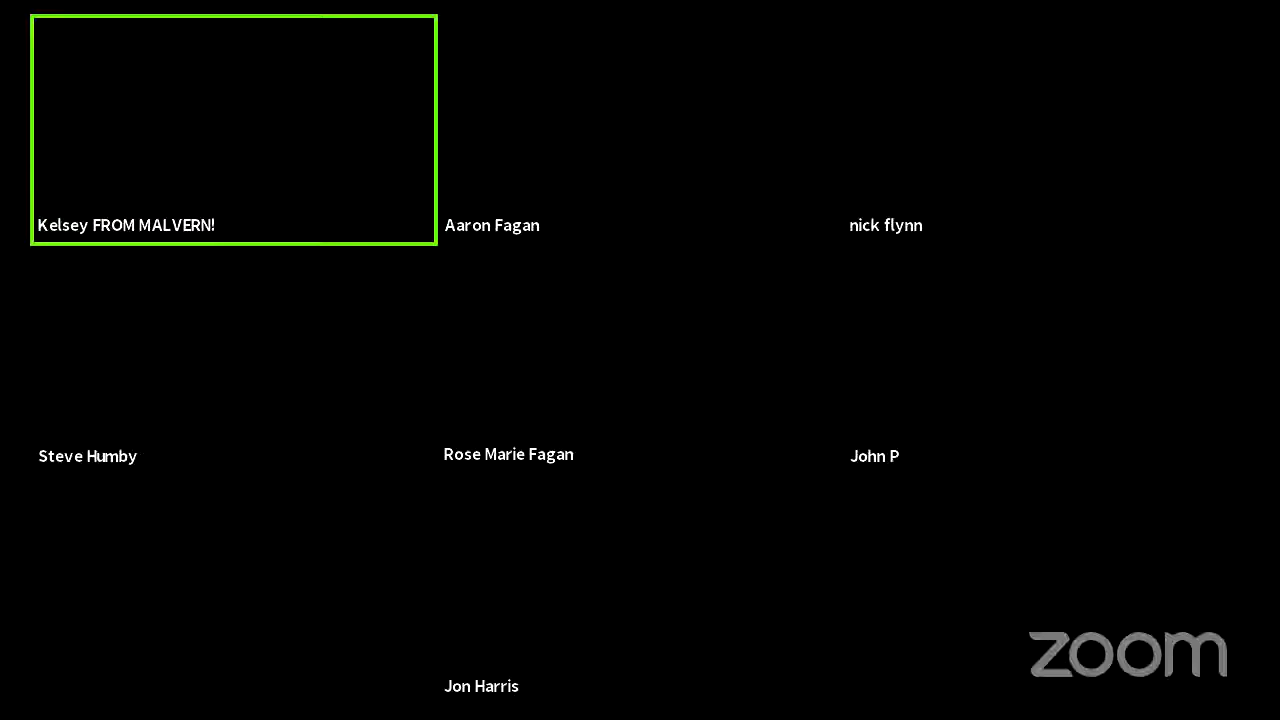 Kelsey FROM MALVERN!
Aaron Fagan
nick flynn
Steve Humby
Rose Marie Fagan
John P
Jon Harris
zoom